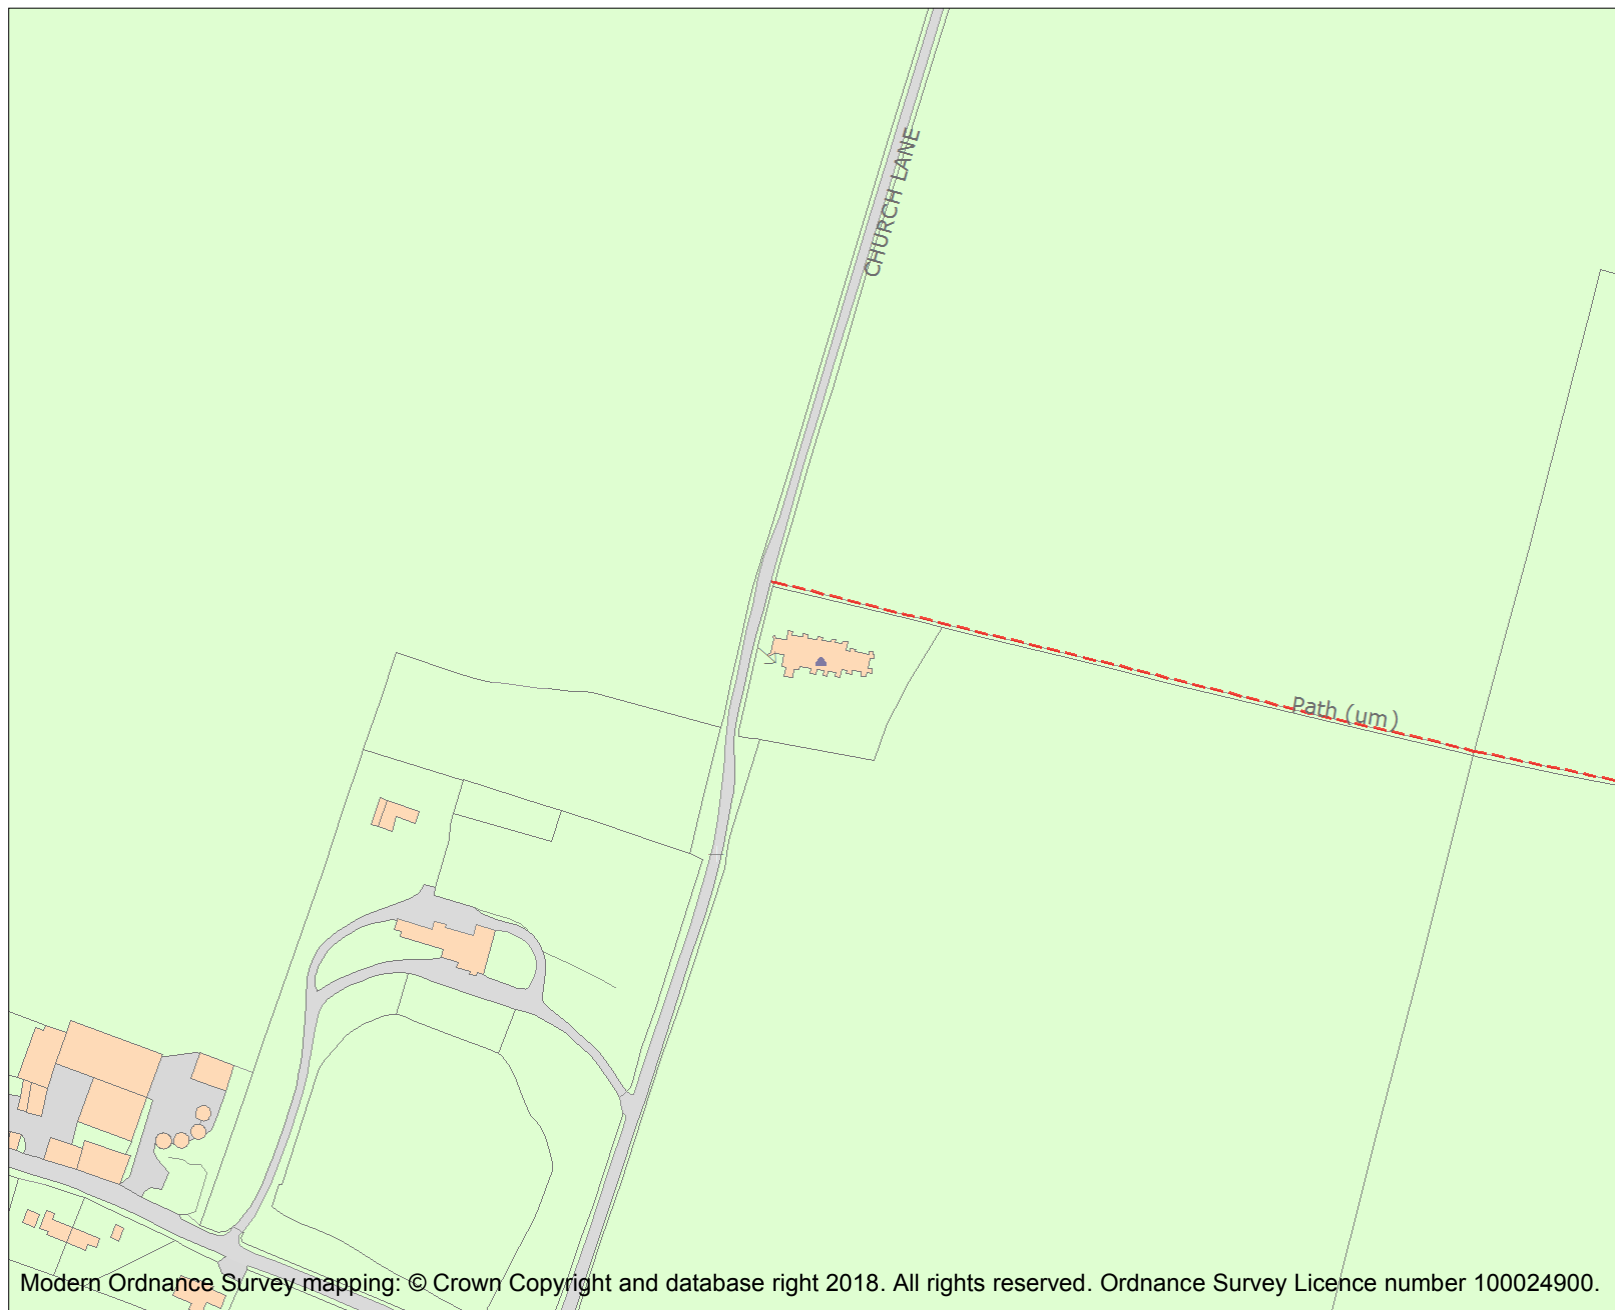 CHURCH LANE
Path (um)
Modern Ordnance Survey mapping: © Crown Copyright and database right 2018. All rights reserved. Ordnance Survey Licence number 100024900.